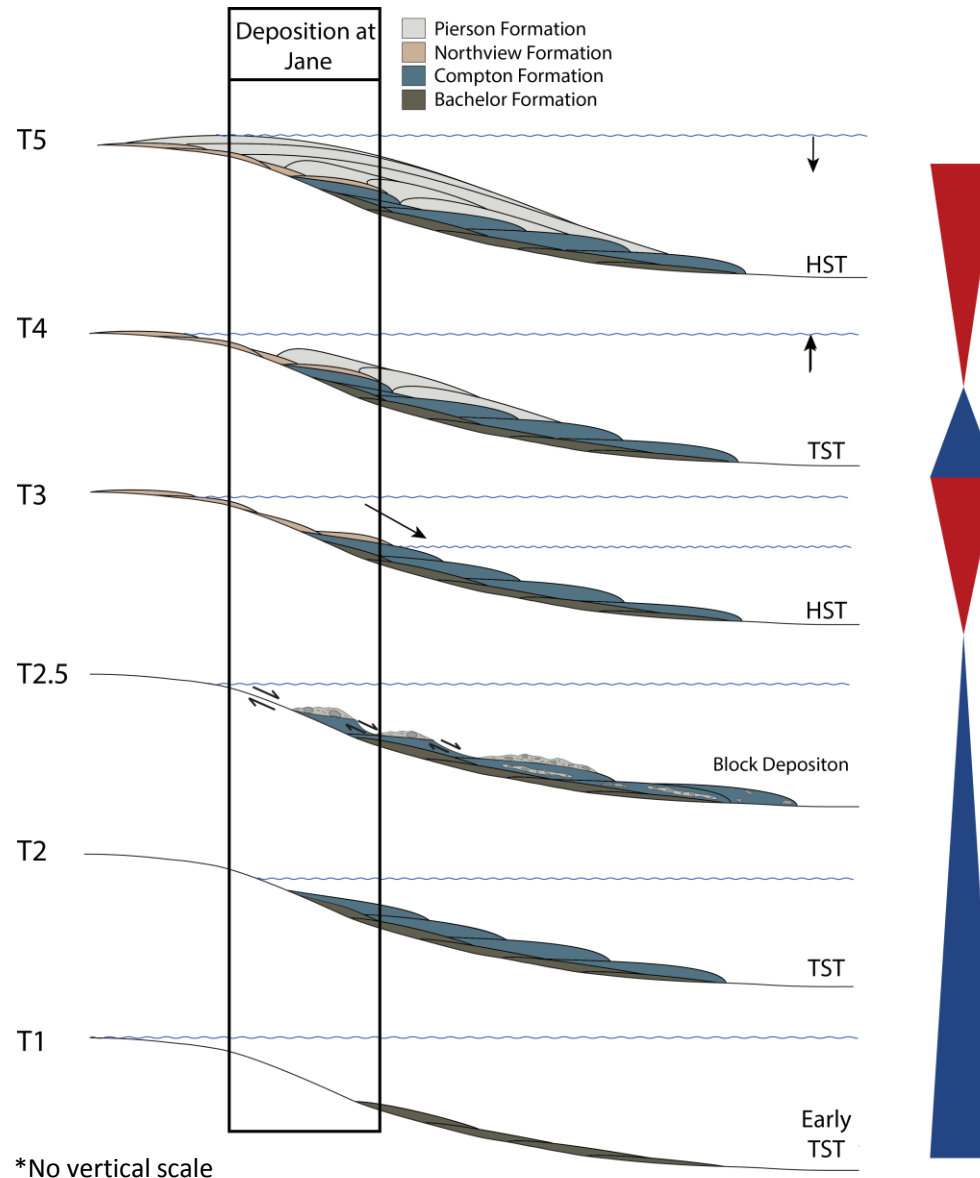 Deposition at
Jane
Pierson Formation
Northview Formation
Compton Formation
Bachelor Formation
T5
HST
T4
TST
T3
HST
T2.5
Block Depositon
T2
TST
T1
Early
TST
*No vertical scale